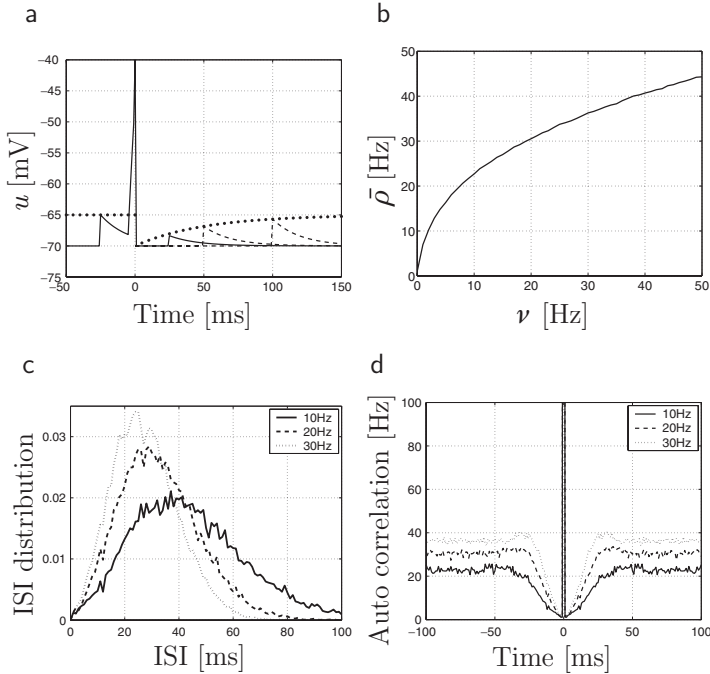 a
−40
−45
−50
−55
−60
−65
−70
−75
−50
0
50
100
150
u [mV]
Time [ms]
b
50
40
30
20
10
0
0
10
20
30
40
50
ρ̄ [Hz]
ν [Hz]
c
0.03
0.02
0.01
0
0
20
40
60
80
100
10Hz
20Hz
30Hz
ISI distribution
ISI [ms]
d
100
80
60
40
20
0
-100
−50
0
50
100
10Hz
20Hz
30Hz
Auto correlation [Hz]
Time [ms]